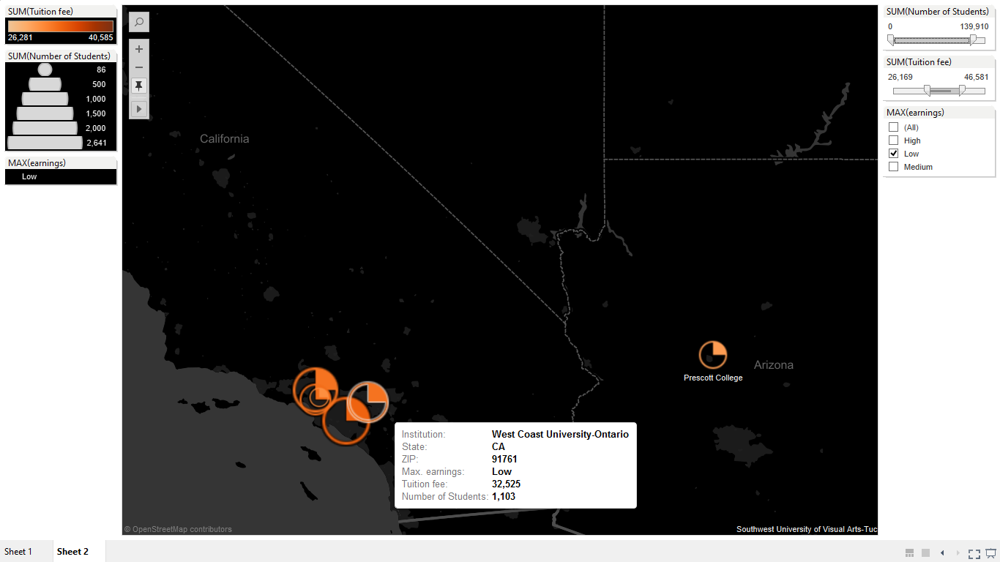 SUM(Tuition fee)
26,281 40,585
SUM(Number of Students)
86
500
1,000
1,500
2,000
2,641
MAX(earnings)
Low
California
Arizona
Prescott College
Institution: West Coast University-Ontario
State: CA
ZIP: 91761
Max. earnings: Low
Tuition fee: 32,525
Number of Students: 1,103
© OpenStreetMap contributors
Southwest University of Visual Arts-Tuc
SUM(Number of Students)
0 139,910
SUM(Tuition fee)
26,169 46,581
MAX(earnings)
(All)
High
Low
Medium
Sheet 1 Sheet 2